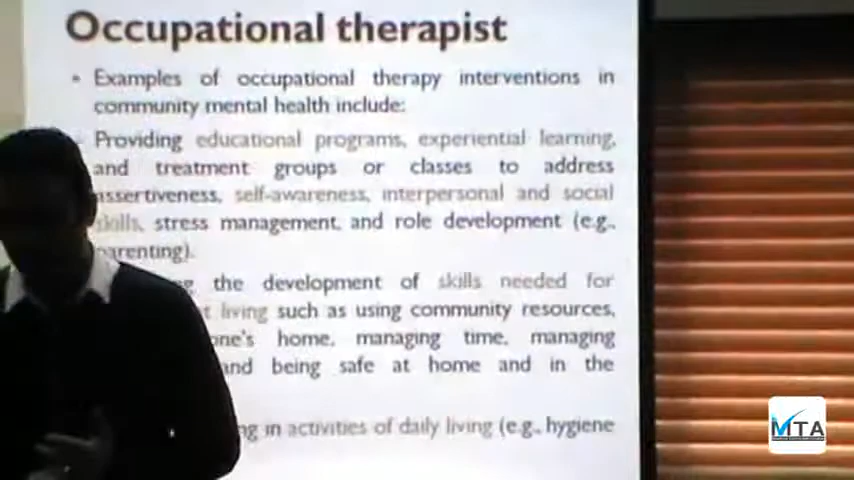 Occupational therapist
• Examples of occupational therapy interventions in
community mental health include:
Providing educational programs, experiential learning,
and treatment groups or classes to address
assertiveness, self-awareness, interpersonal and social
skills, stress management, and role development (e.g.,
parenting).
the development of skills needed for
living such as using community resources,
one's home, managing time, managing
and being safe at home and in the
in activities of daily living (e.g., hygiene
MTA